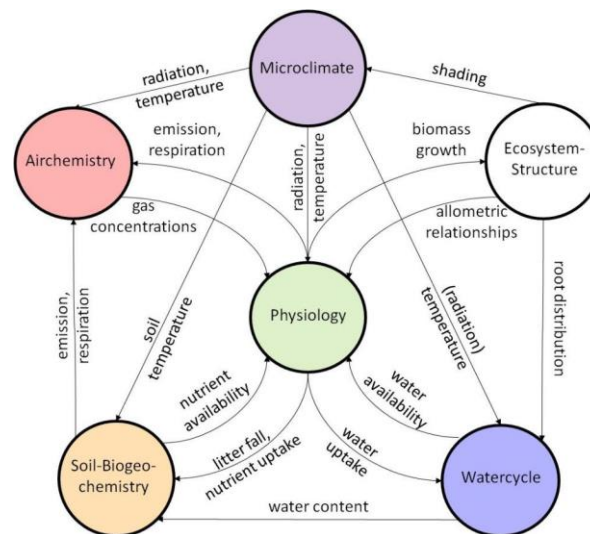 Microclimate
radiation,
temperature
shading
Airchemistry
emission,
respiration
biomass
growth
Ecosystem-
Structure
radiation,
temperature
gas
concentrations
allometric
relationships
emission,
respiration
soil
temperature
Physiology
(radiation)
temperature
root distribution
nutrient
availability
water
availability
Soil-Biogeo-
chemistry
litter fall,
nutrient uptake
water
uptake
Watercycle
water content